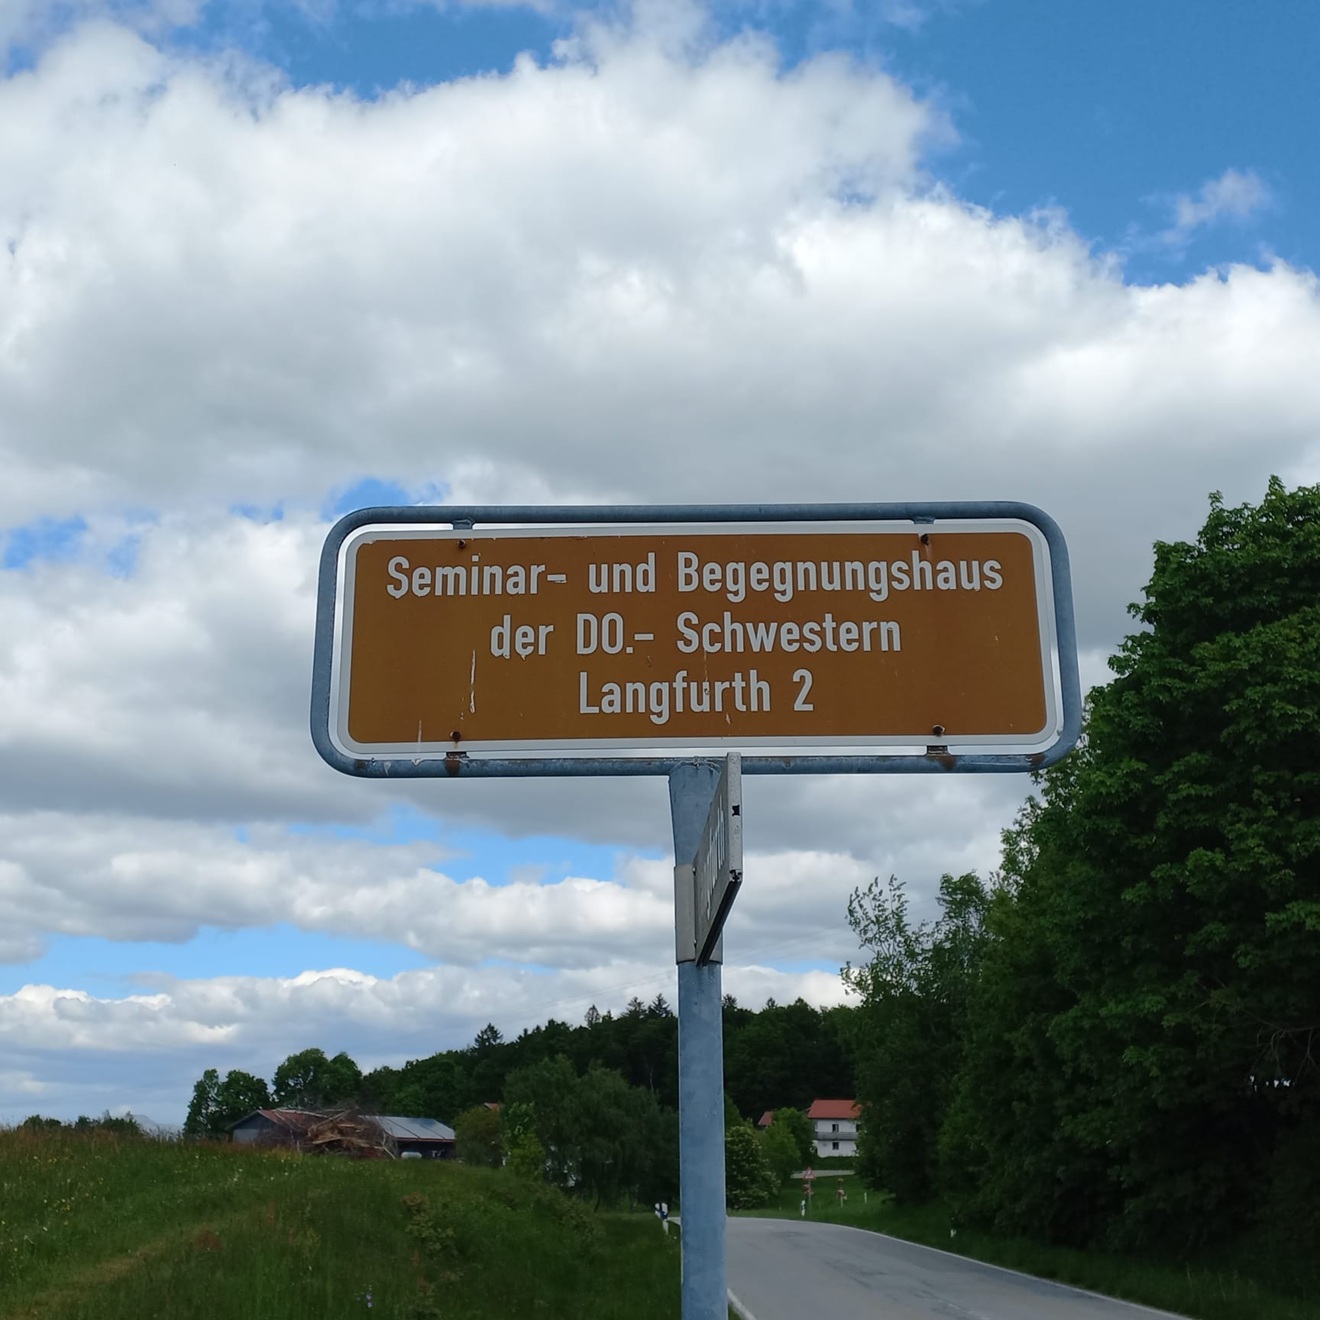 Seminar- und Begegnungshaus
der DO.- Schwestern
Langfurth 2